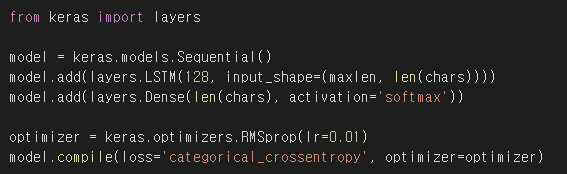 from keras import layers
model = keras.models.Sequential()
model.add(layers.LSTM(128, input_shape=(maxlen, len(chars))))
model.add(layers.Dense(len(chars), activation='softmax'))
optimizer = keras.optimizers.RMSprop(lr=0.01)
model.compile(loss='categorical_crossentropy', optimizer=optimizer)